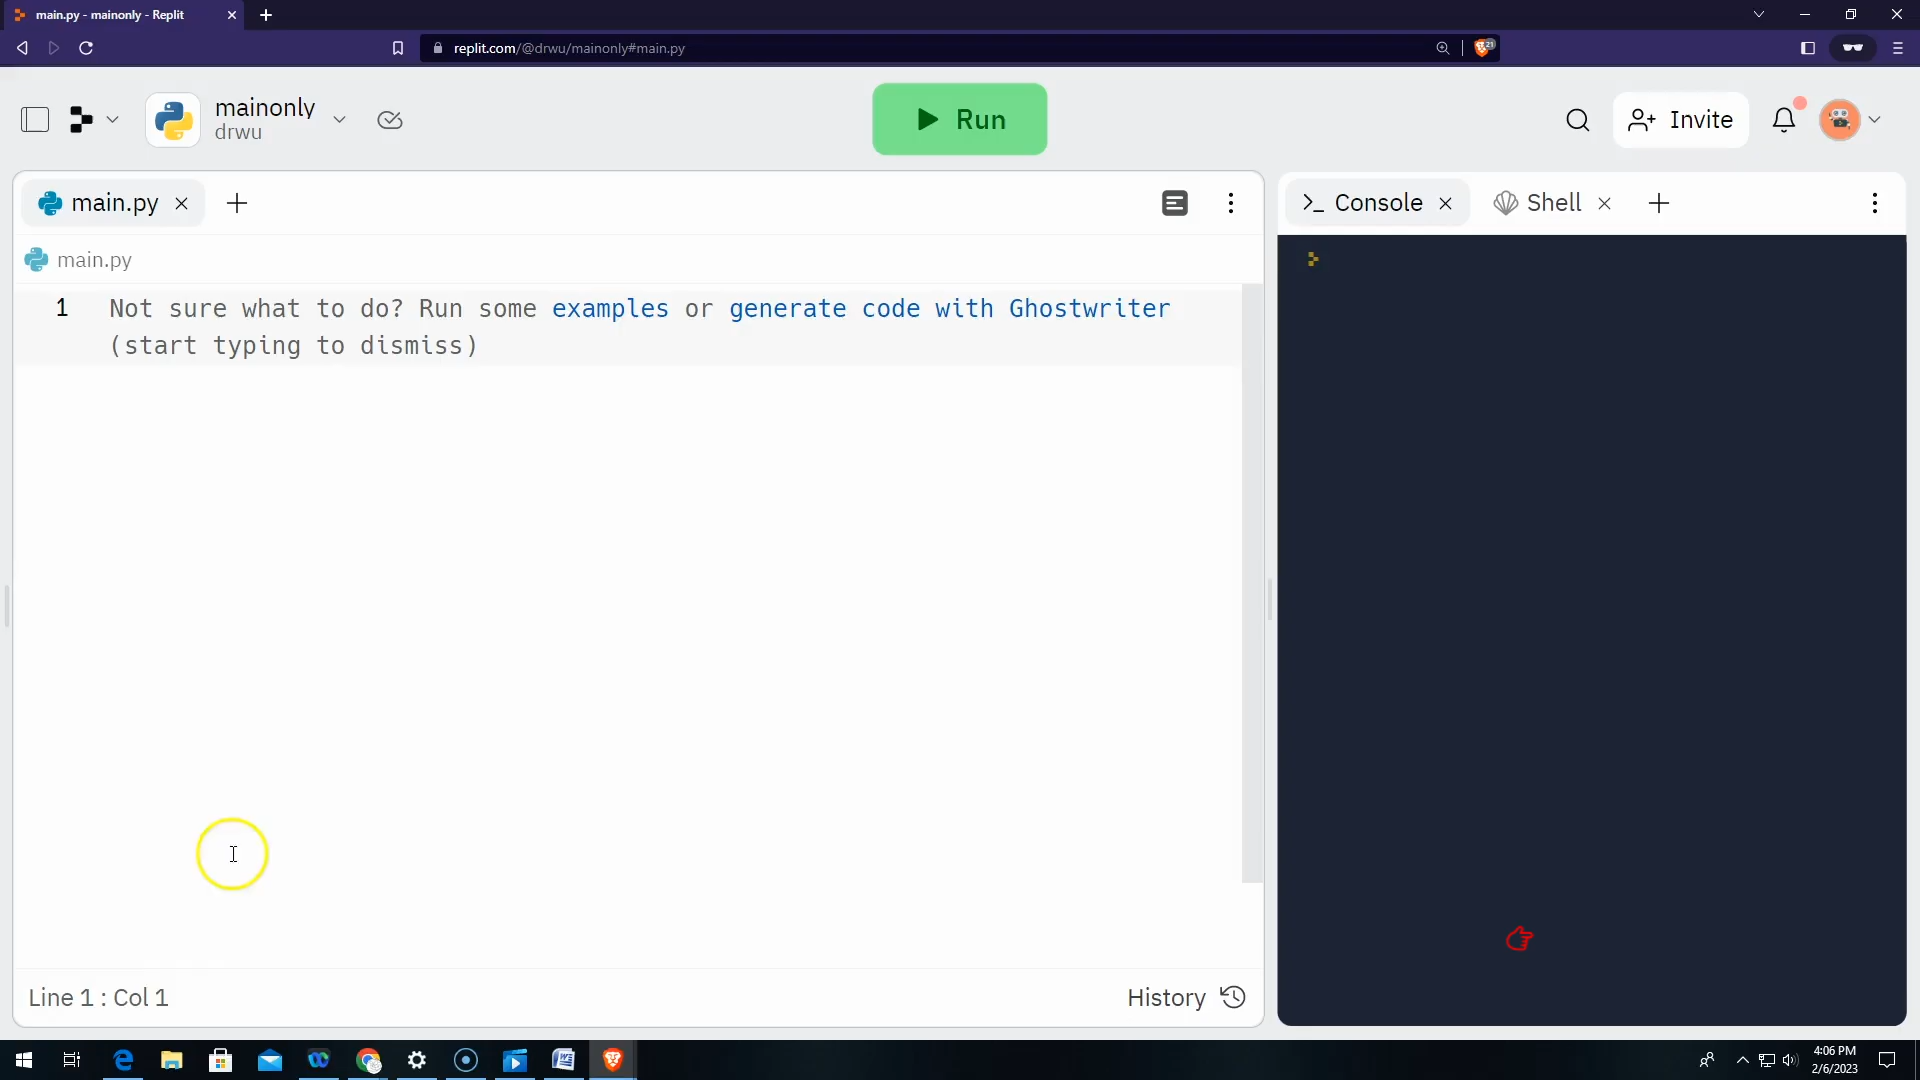 main.py - mainonly - Replit
replit.com/@drwu/mainonly#main.py
21
mainonly
drwu
Run
Invite
main.py
Console
Shell
main.py
1 Not sure what to do? Run some examples or generate code with Ghostwriter
(start typing to dismiss)
Line 1 : Col 1
History
4:06 PM
2/6/2023